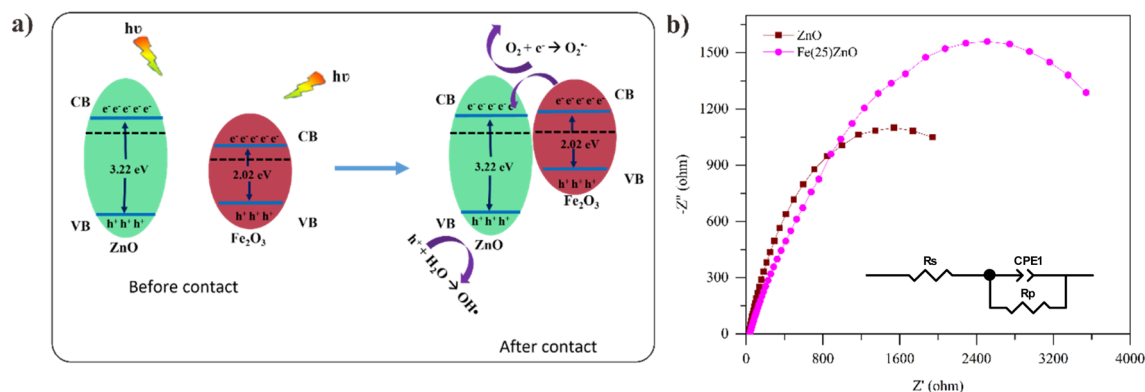 a)
hυ
hυ
CB
e⁻ e⁻ e⁻ e⁻ e⁻
3.22 eV
VB
h⁺ h⁺ h⁺
ZnO
CB
e⁻ e⁻ e⁻ e⁻ e⁻
2.02 eV
h⁺ h⁺ h⁺
VB
Fe₂O₃
Before contact
O₂ + e⁻ → O₂•⁻
CB
e⁻ e⁻ e⁻ e⁻ e⁻
3.22 eV
h⁺ h⁺ h⁺
VB
ZnO
CB
e⁻ e⁻ e⁻ e⁻ e⁻
2.02 eV
h⁺ h⁺ h⁺
VB
Fe₂O₃
h⁺ + H₂O → OH•
After contact
b)
ZnO
Fe(25)ZnO
-Z" (ohm)
1500
1200
900
600
300
0
Rs
CPE1
Rp
0
800
1600
2400
3200
4000
Z' (ohm)